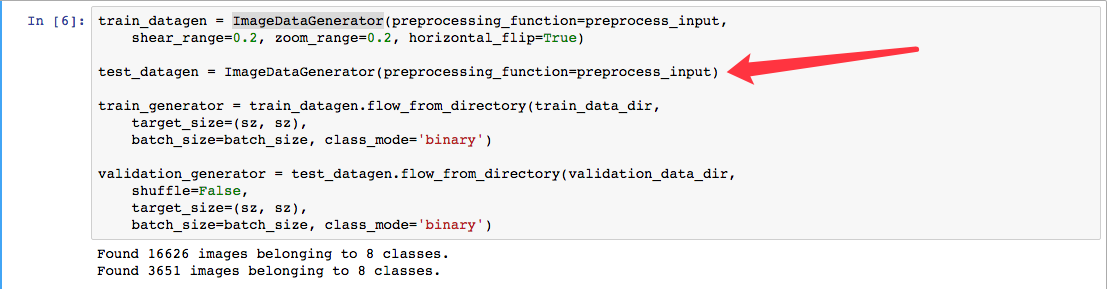 In [6]: train_datagen = ImageDataGenerator(preprocessing_function=preprocess_input,
shear_range=0.2, zoom_range=0.2, horizontal_flip=True)
test_datagen = ImageDataGenerator(preprocessing_function=preprocess_input)
train_generator = train_datagen.flow_from_directory(train_data_dir,
target_size=(sz, sz),
batch_size=batch_size, class_mode='binary')
validation_generator = test_datagen.flow_from_directory(validation_data_dir,
shuffle=False,
target_size=(sz, sz),
batch_size=batch_size, class_mode='binary')
Found 16626 images belonging to 8 classes.
Found 3651 images belonging to 8 classes.